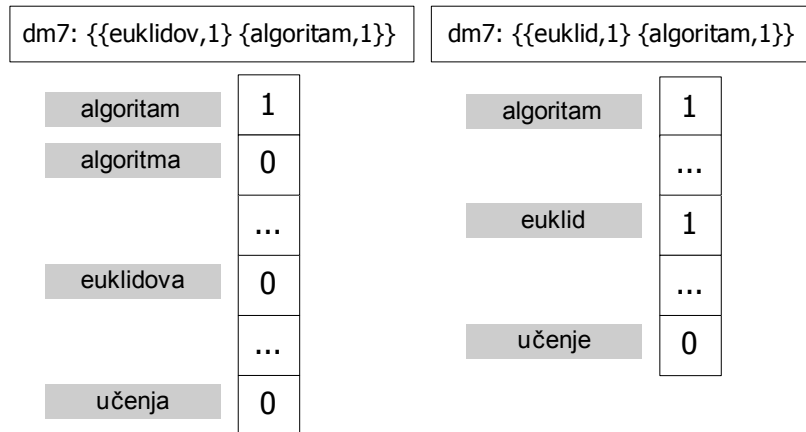 dm7: {{euklidov,1} {algoritam,1}}
algoritam 1
algoritma 0
...
euklidova 0
...
učenja 0
dm7: {{euklid,1} {algoritam,1}}
algoritam 1
...
euklid 1
...
učenje 0